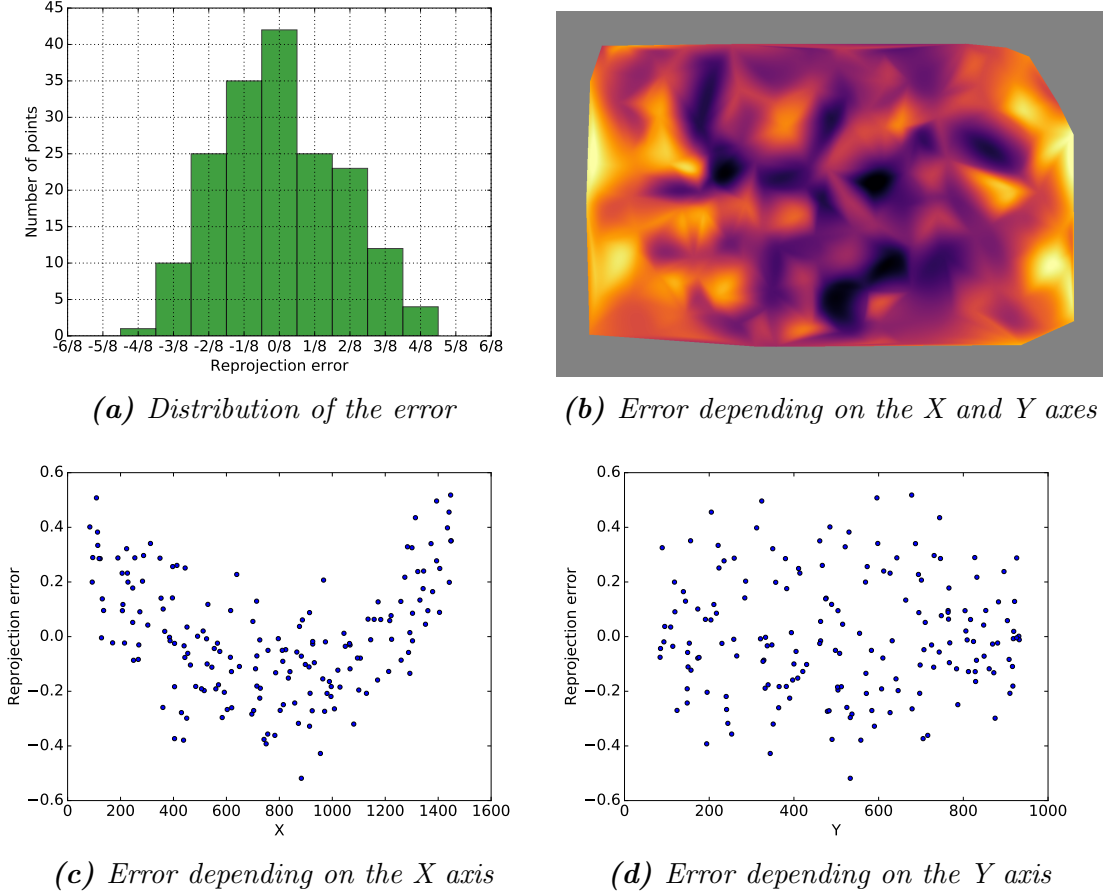 45
40
35
30
25
20
15
10
5
0
Number of points
-6/8 -5/8 -4/8 -3/8 -2/8 -1/8 0/8 1/8 2/8 3/8 4/8 5/8 6/8
Reprojection error
(a) Distribution of the error
(b) Error depending on the X and Y axes
0.6
0.4
0.2
0.0
−0.2
−0.4
−0.6
Reprojection error
0 200 400 600 800 1000 1200 1400 1600
X
(c) Error depending on the X axis
0.6
0.4
0.2
0.0
−0.2
−0.4
−0.6
Reprojection error
0 200 400 600 800 1000
Y
(d) Error depending on the Y axis